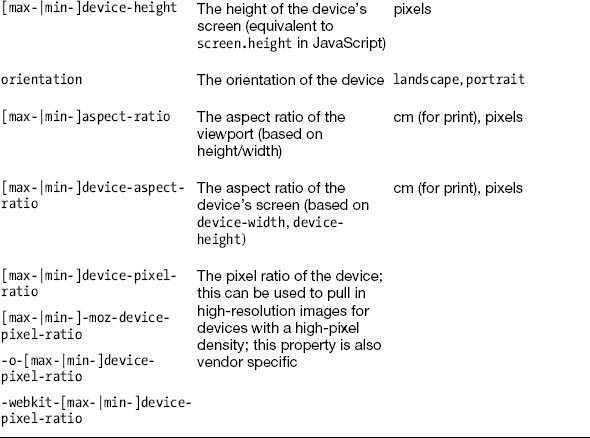 [max-|min-]device-height
The height of the device's
screen (equivalent to
screen.height in JavaScript)
pixels
orientation
The orientation of the device
landscape, portrait
[max-|min-]aspect-ratio
The aspect ratio of the
viewport (based on
height/width)
cm (for print), pixels
[max-|min-]device-aspect-
ratio
The aspect ratio of the
device's screen (based on
device-width, device-
height)
cm (for print), pixels
[max-|min-]device-pixel-
ratio
[max-|min-]-moz-device-
pixel-ratio
-o-[max-|min-]device-
pixel-ratio
-webkit-[max-|min-]device-
pixel-ratio
The pixel ratio of the device;
this can be used to pull in
high-resolution images for
devices with a high-pixel
density; this property is also
vendor specific